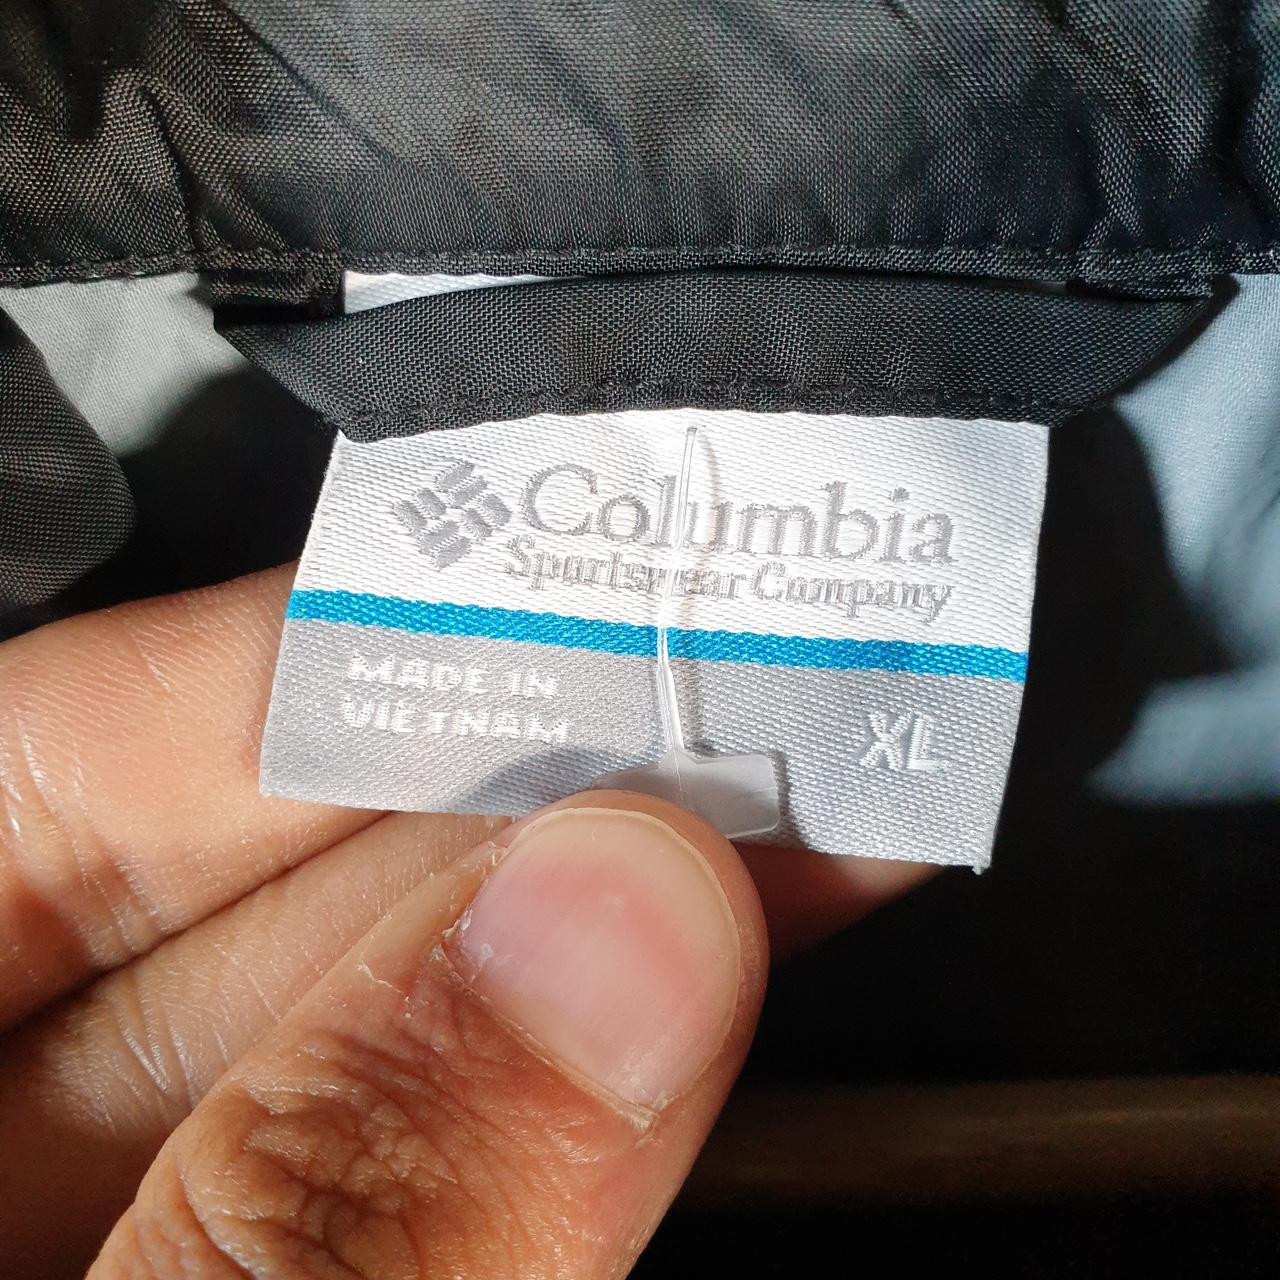 Columbia
Sportswear Company
MADE IN
VIETNAM
XL